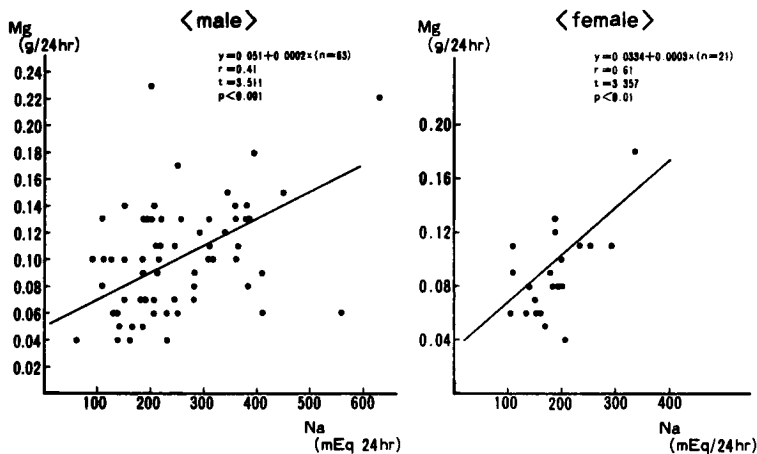 <male>
Mg
(g/24hr)
y=0 051+0 0002×(n=63)
r=0.41
t=3.511
p<0.001
0.24
0.22
0.20
0.18
0.16
0.14
0.12
0.10
0.08
0.06
0.04
0.02
100 200 300 400 500 600
Na
(mEq 24hr)
<female>
Mg
(g/24hr)
y=0 0334+0.0003×(n=21)
r=0 61
t=3 357
p<0.01
0.20
0.16
0.12
0.08
0.04
100 200 300 400
Na
(mEq/24hr)